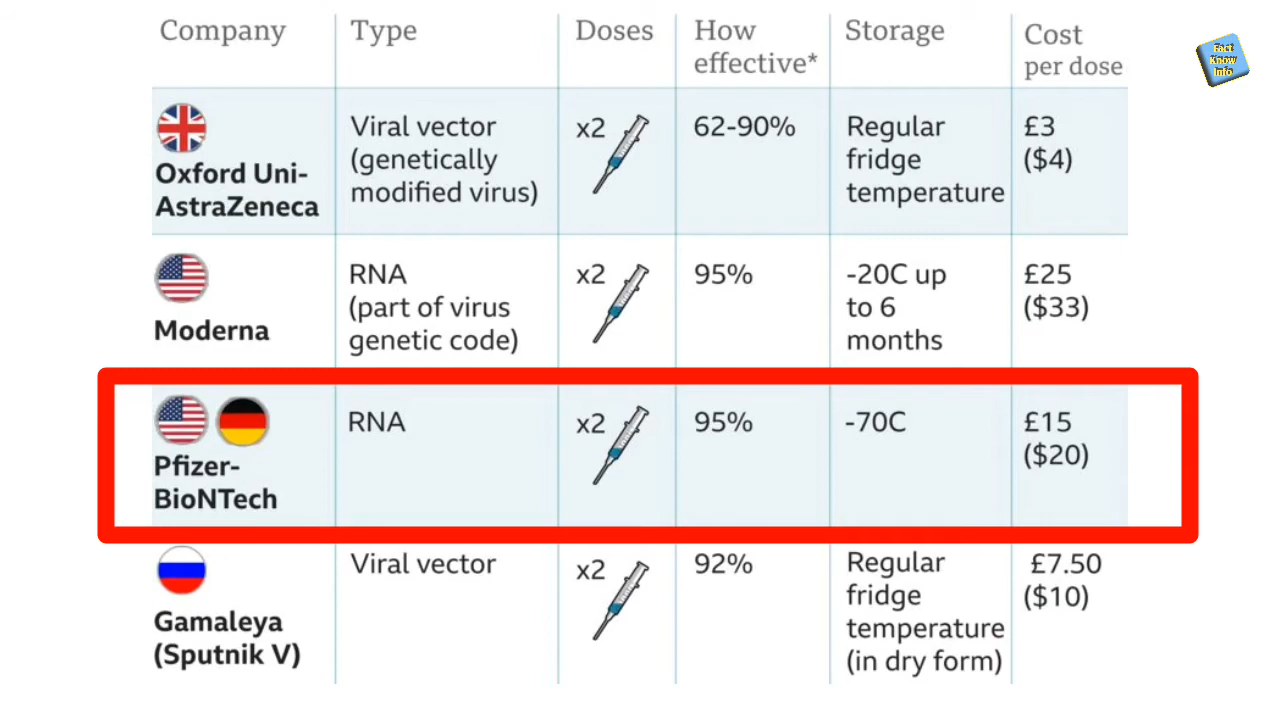 Company Type Doses How effective* Storage Cost per dose
Fact
Know
Info
Oxford Uni-
AstraZeneca
Viral vector
(genetically
modified virus)
x2
62-90%
Regular
fridge
temperature
£3
($4)
Moderna
RNA
(part of virus
genetic code)
x2
95%
-20C up
to 6
months
£25
($33)
Pfizer-
BioNTech
RNA
x2
95%
-70C
£15
($20)
Gamaleya
(Sputnik V)
Viral vector
x2
92%
Regular
fridge
temperature
(in dry form)
£7.50
($10)